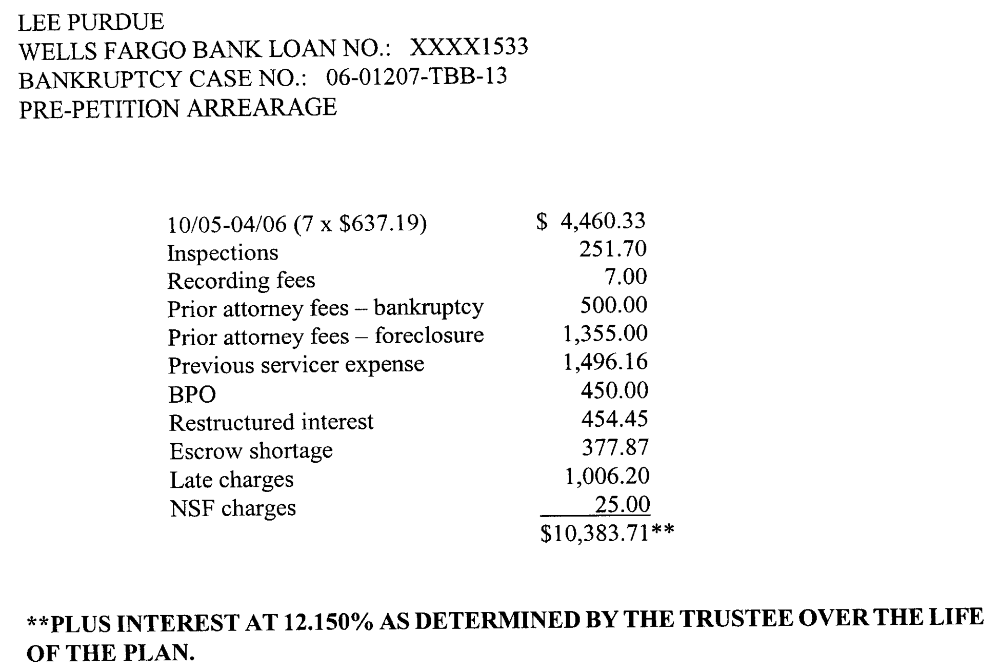 LEE PURDUE
WELLS FARGO BANK LOAN NO.: XXXX1533
BANKRUPTCY CASE NO.: 06-01207-TBB-13
PRE-PETITION ARREARAGE
10/05-04/06 (7 x $637.19) $ 4,460.33
Inspections 251.70
Recording fees 7.00
Prior attorney fees – bankruptcy 500.00
Prior attorney fees – foreclosure 1,355.00
Previous servicer expense 1,496.16
BPO 450.00
Restructured interest 454.45
Escrow shortage 377.87
Late charges 1,006.20
NSF charges 25.00
$10,383.71**
**PLUS INTEREST AT 12.150% AS DETERMINED BY THE TRUSTEE OVER THE LIFE
OF THE PLAN.